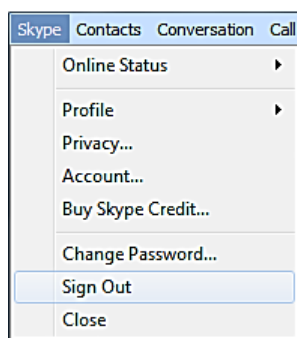 Skype Contacts Conversation Call
Online Status
Profile
Privacy...
Account...
Buy Skype Credit...
Change Password...
Sign Out
Close